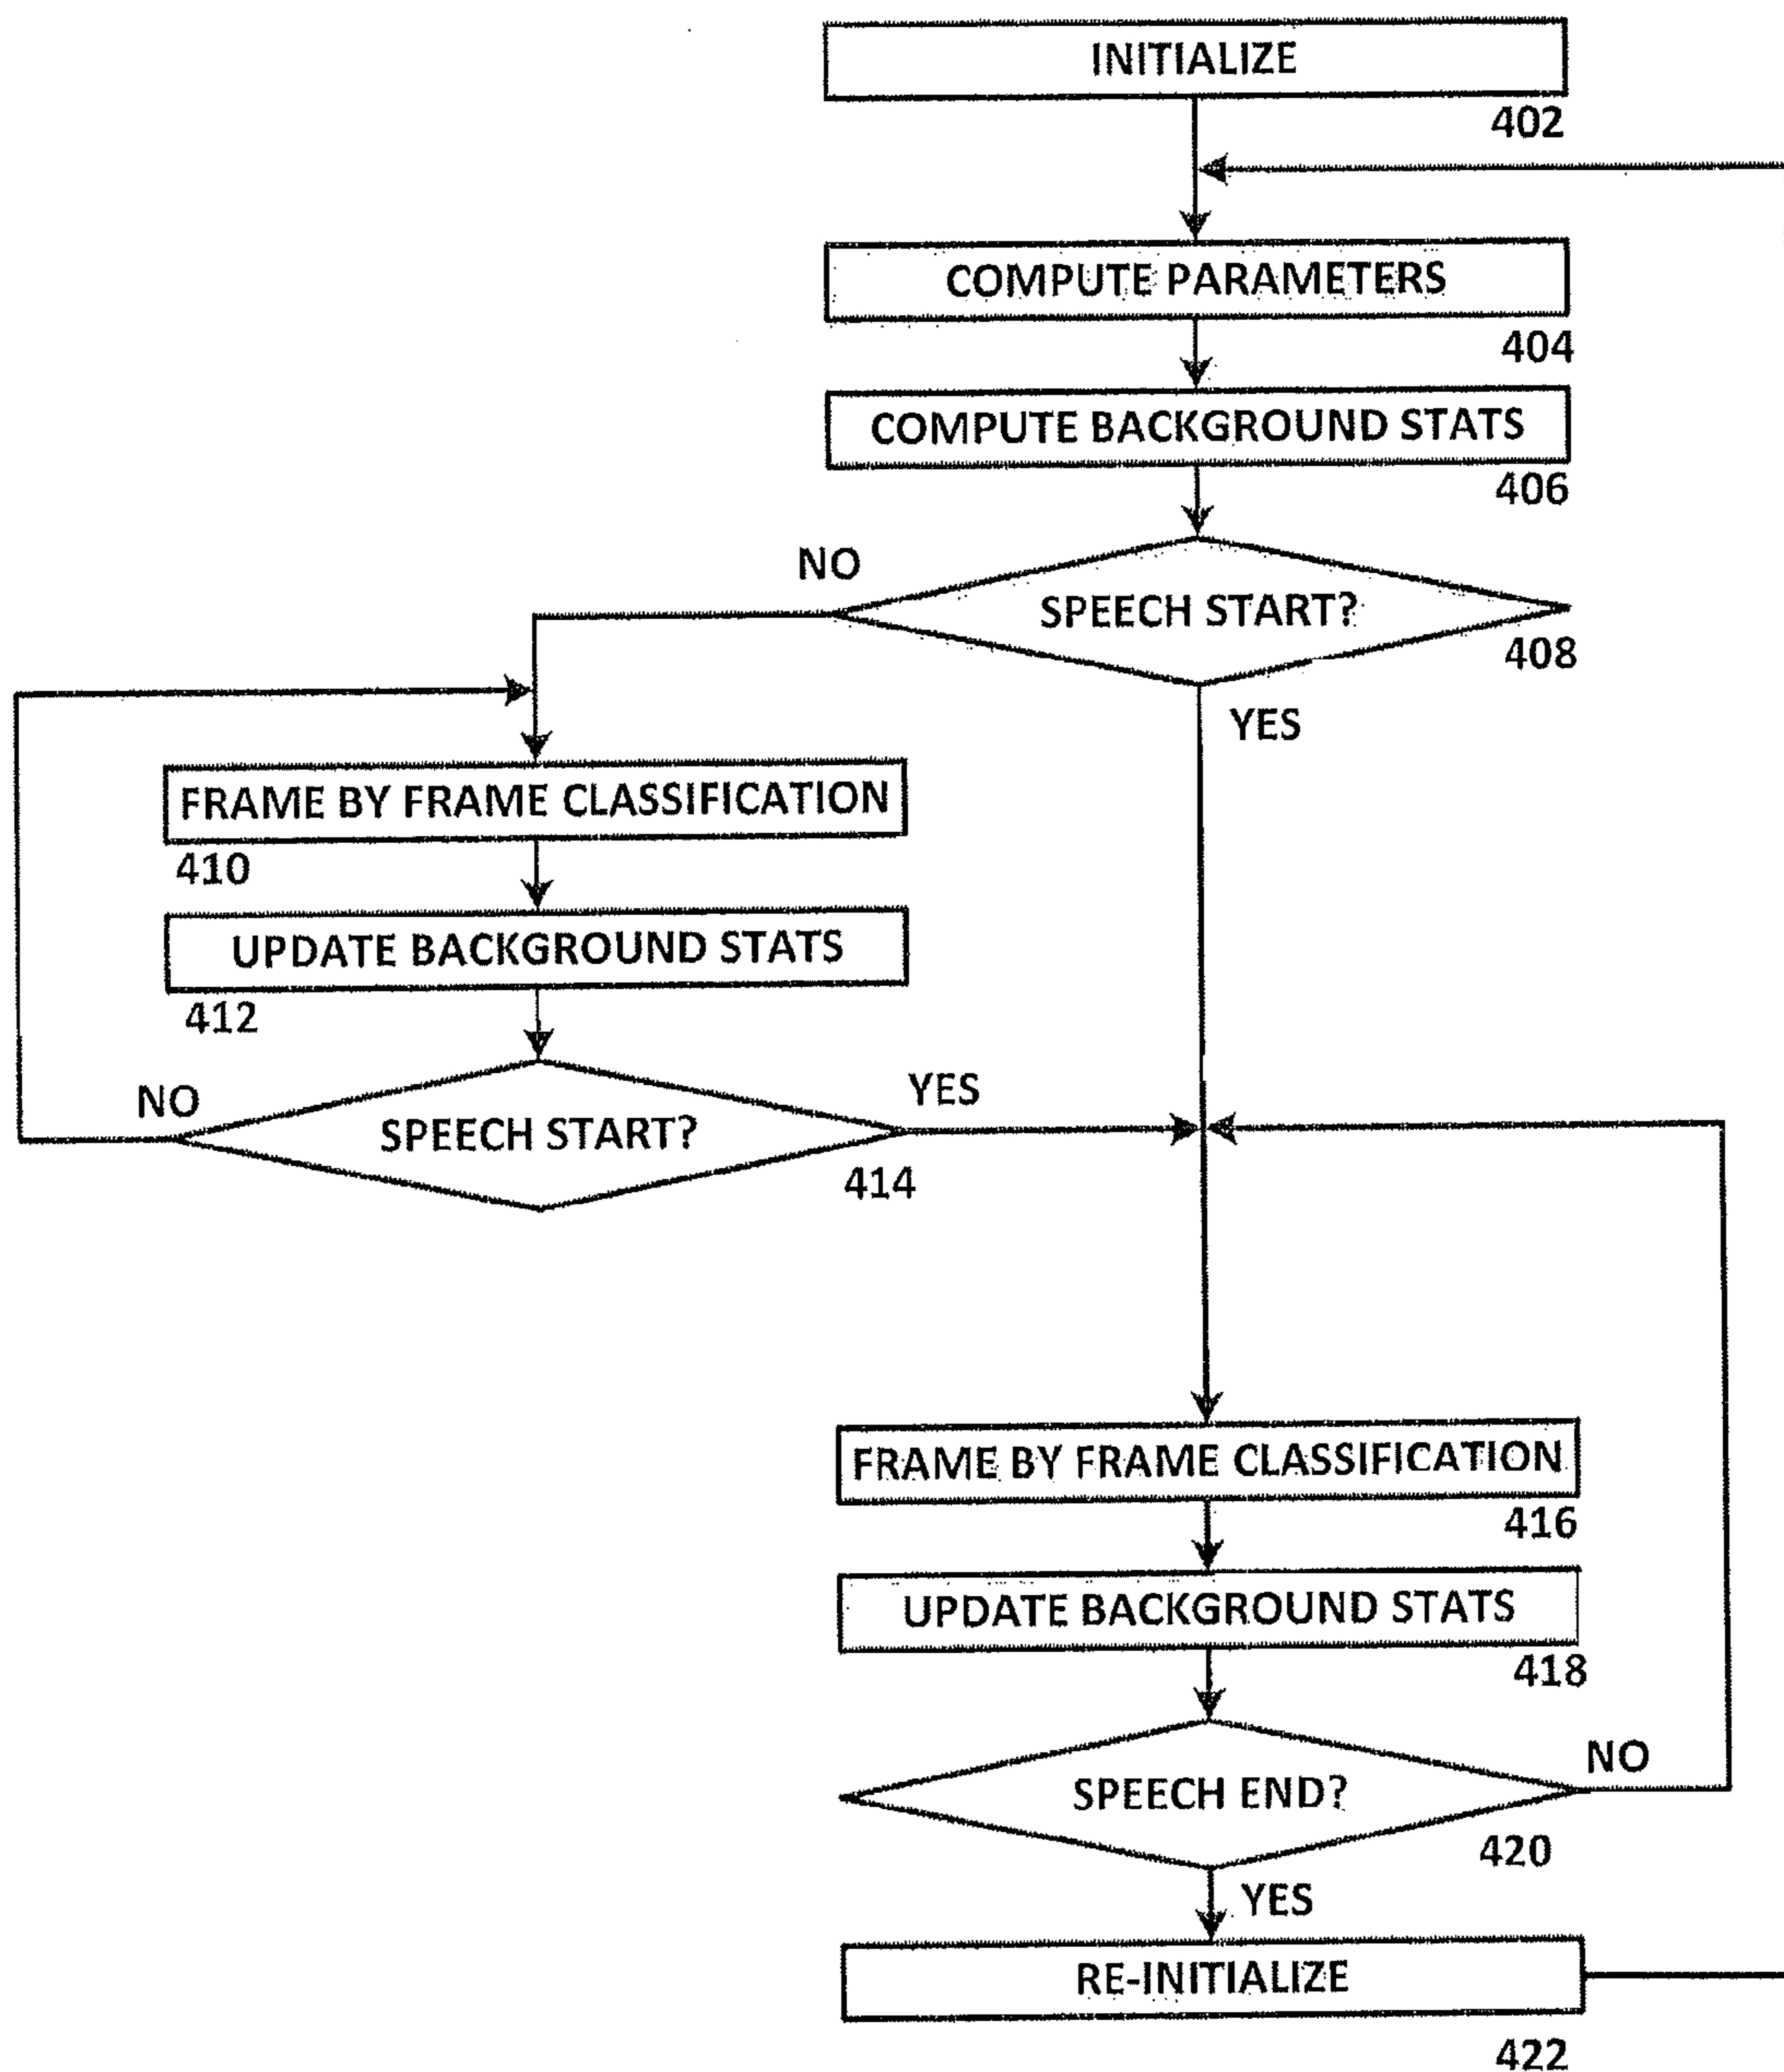 INITIALIZE
402
COMPUTE PARAMETERS
404
COMPUTE BACKGROUND STATS
406
NO
SPEECH START?
408
YES
FRAME BY FRAME CLASSIFICATION
410
UPDATE BACKGROUND STATS
412
NO
SPEECH START?
YES
414
FRAME BY FRAME CLASSIFICATION
416
UPDATE BACKGROUND STATS
418
SPEECH END?
NO
420
YES
RE-INITIALIZE
422